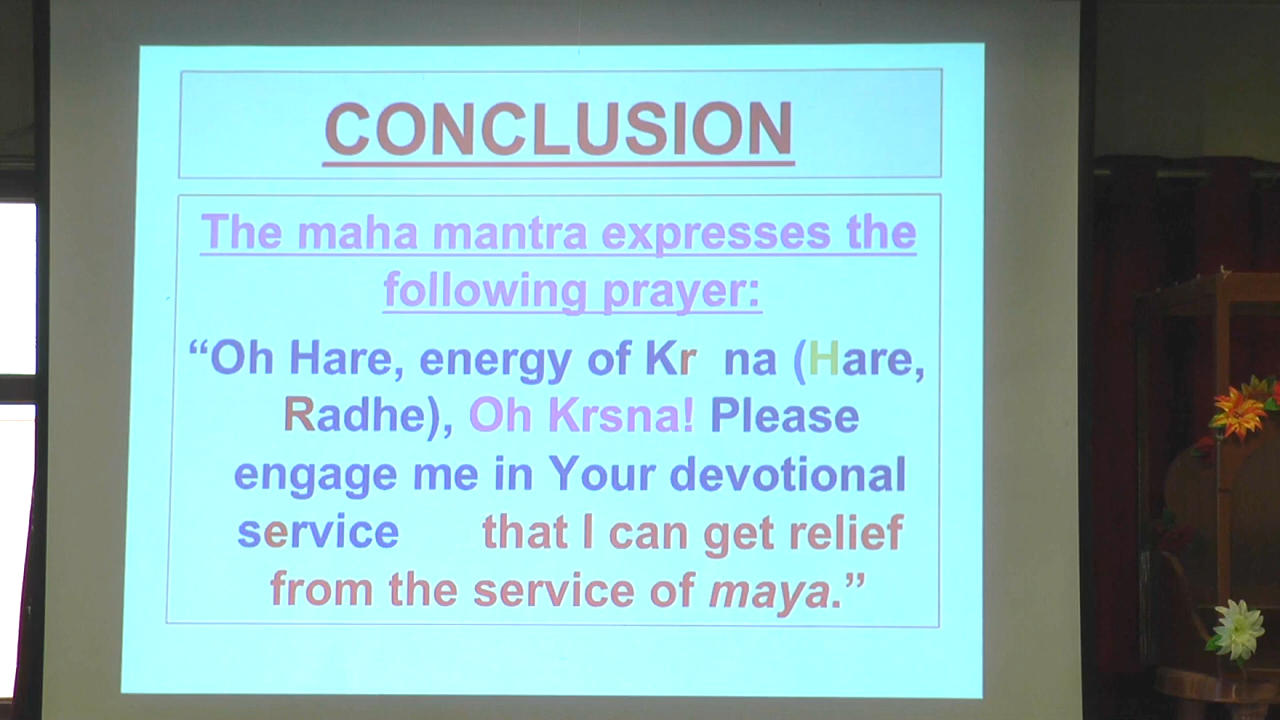 CONCLUSION
The maha mantra expresses the
following prayer:
“Oh Hare, energy of Kr na (Hare,
Radhe), Oh Krsna! Please
engage me in Your devotional
service that I can get relief
from the service of maya.”